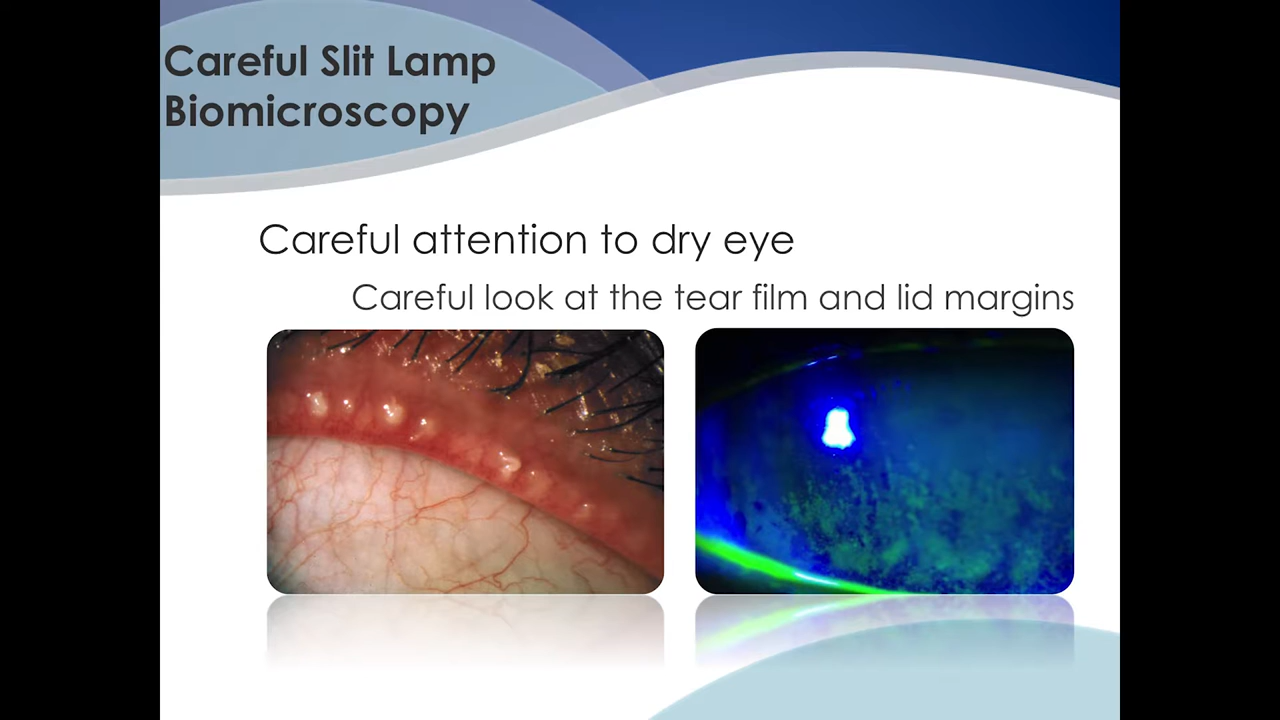 Careful Slit Lamp
Biomicroscopy
Careful attention to dry eye
Careful look at the tear film and lid margins